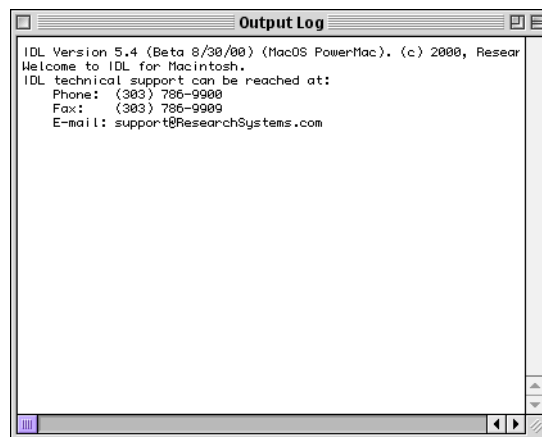 Output Log
IDL Version 5.4 (Beta 8/30/00) (MacOS PowerMac). (c) 2000, Resear
Welcome to IDL for Macintosh.
IDL technical support can be reached at:
Phone: (303) 786-9900
Fax: (303) 786-9909
E-mail: support@ResearchSystems.com